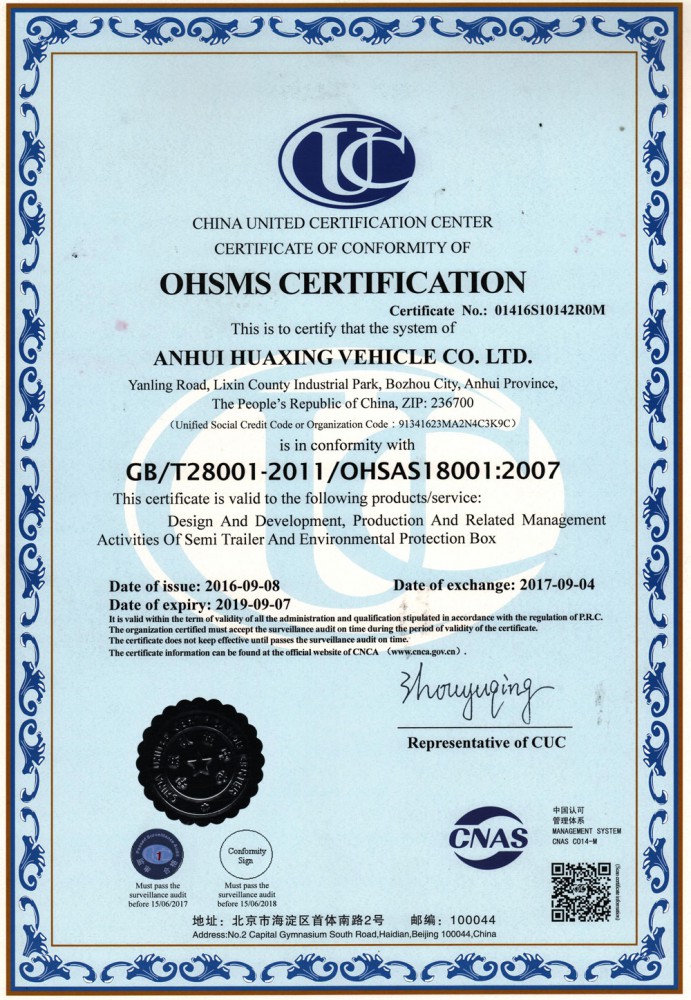 CUC
CHINA UNITED CERTIFICATION CENTER
CERTIFICATE OF CONFORMITY OF
OHSMS CERTIFICATION
Certificate No.: 01416S10142R0M
This is to certify that the system of
ANHUI HUAXING VEHICLE CO. LTD.
Yanling Road, Lixin County Industrial Park, Bozhou City, Anhui Province,
The People's Republic of China, ZIP: 236700
(Unified Social Credit Code or Organization Code : 91341623MA2N4C3K9C)
is in conformity with
GB/T28001-2011/OHSAS18001:2007
This certificate is valid to the following products/service:
Design And Development, Production And Related Management
Activities Of Semi Trailer And Environmental Protection Box
Date of issue: 2016-09-08
Date of exchange: 2017-09-04
Date of expiry: 2019-09-07
It is valid within the term of validity of all the administration and qualification stipulated in accordance with the regulation of P.R.C.
The organization certified must accept the surveillance audit on time during the period of validity of the certificate.
The certificate does not keep effective until passes the surveillance audit on time.
The certificate information can be found at the official website of CNCA (www.cnca.gov.cn) .
Zhouyuqing
Representative of CUC
CHINA UNITED CERTIFICATION CENTER
1
Conformity
Sign
Must pass the
surveillance audit
before 15/06/2017
Must pass the
surveillance audit
before 15/06/2018
CNAS
中国认可
管理体系
MANAGEMENT SYSTEM
CNAS C014-M
地址：北京市海淀区首体南路2号 邮编：100044
Address:No.2 Capital Gymnasium South Road,Haidian,Beijing 100044,China